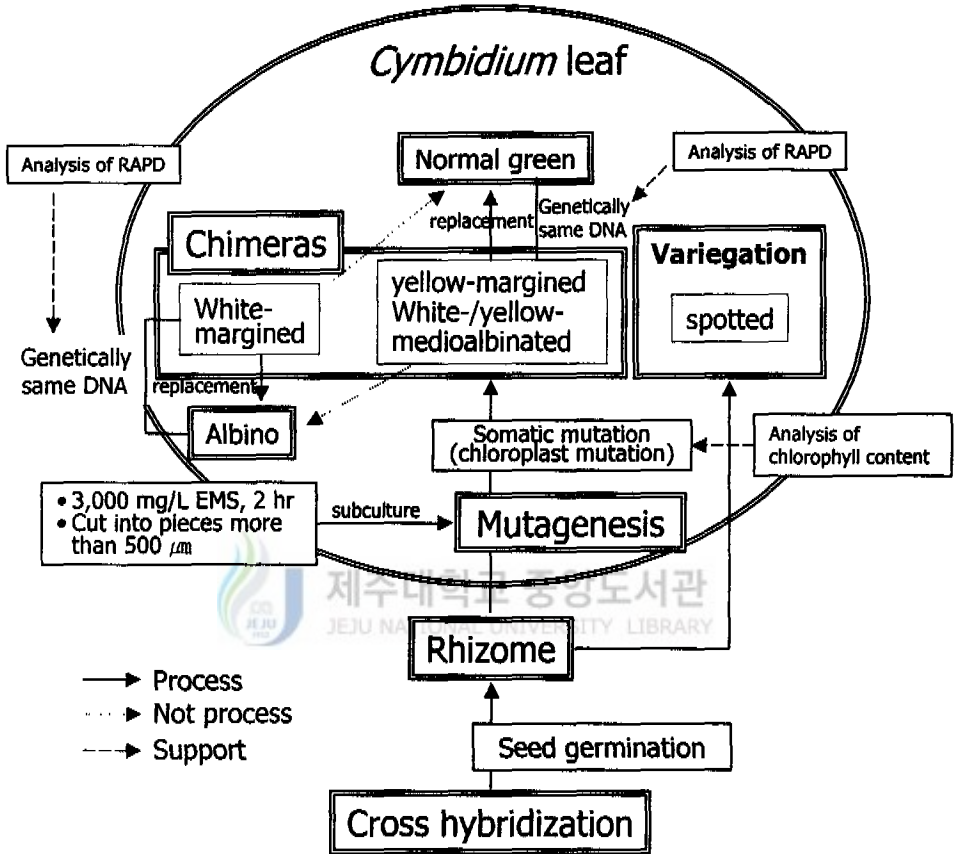 Cymbidium leaf
Analysis of RAPD
Normal green
Analysis of RAPD
replacement
Genetically
same DNA
Chimeras
Variegation
White-
margined
yellow-margined
White-/yellow-
medioalbinated
spotted
Genetically
same DNA
replacement
Albino
Somatic mutation
(chloroplast mutation)
Analysis of
chlorophyll content
• 3,000 mg/L EMS, 2 hr
• Cut into pieces more
than 500 ㎛
subculture
Mutagenesis
제주대학교 중앙도서관
JEJU NATIONAL UNIVERSITY LIBRARY
JEJU
1952
Rhizome
Process
Not process
Support
Seed germination
Cross hybridization